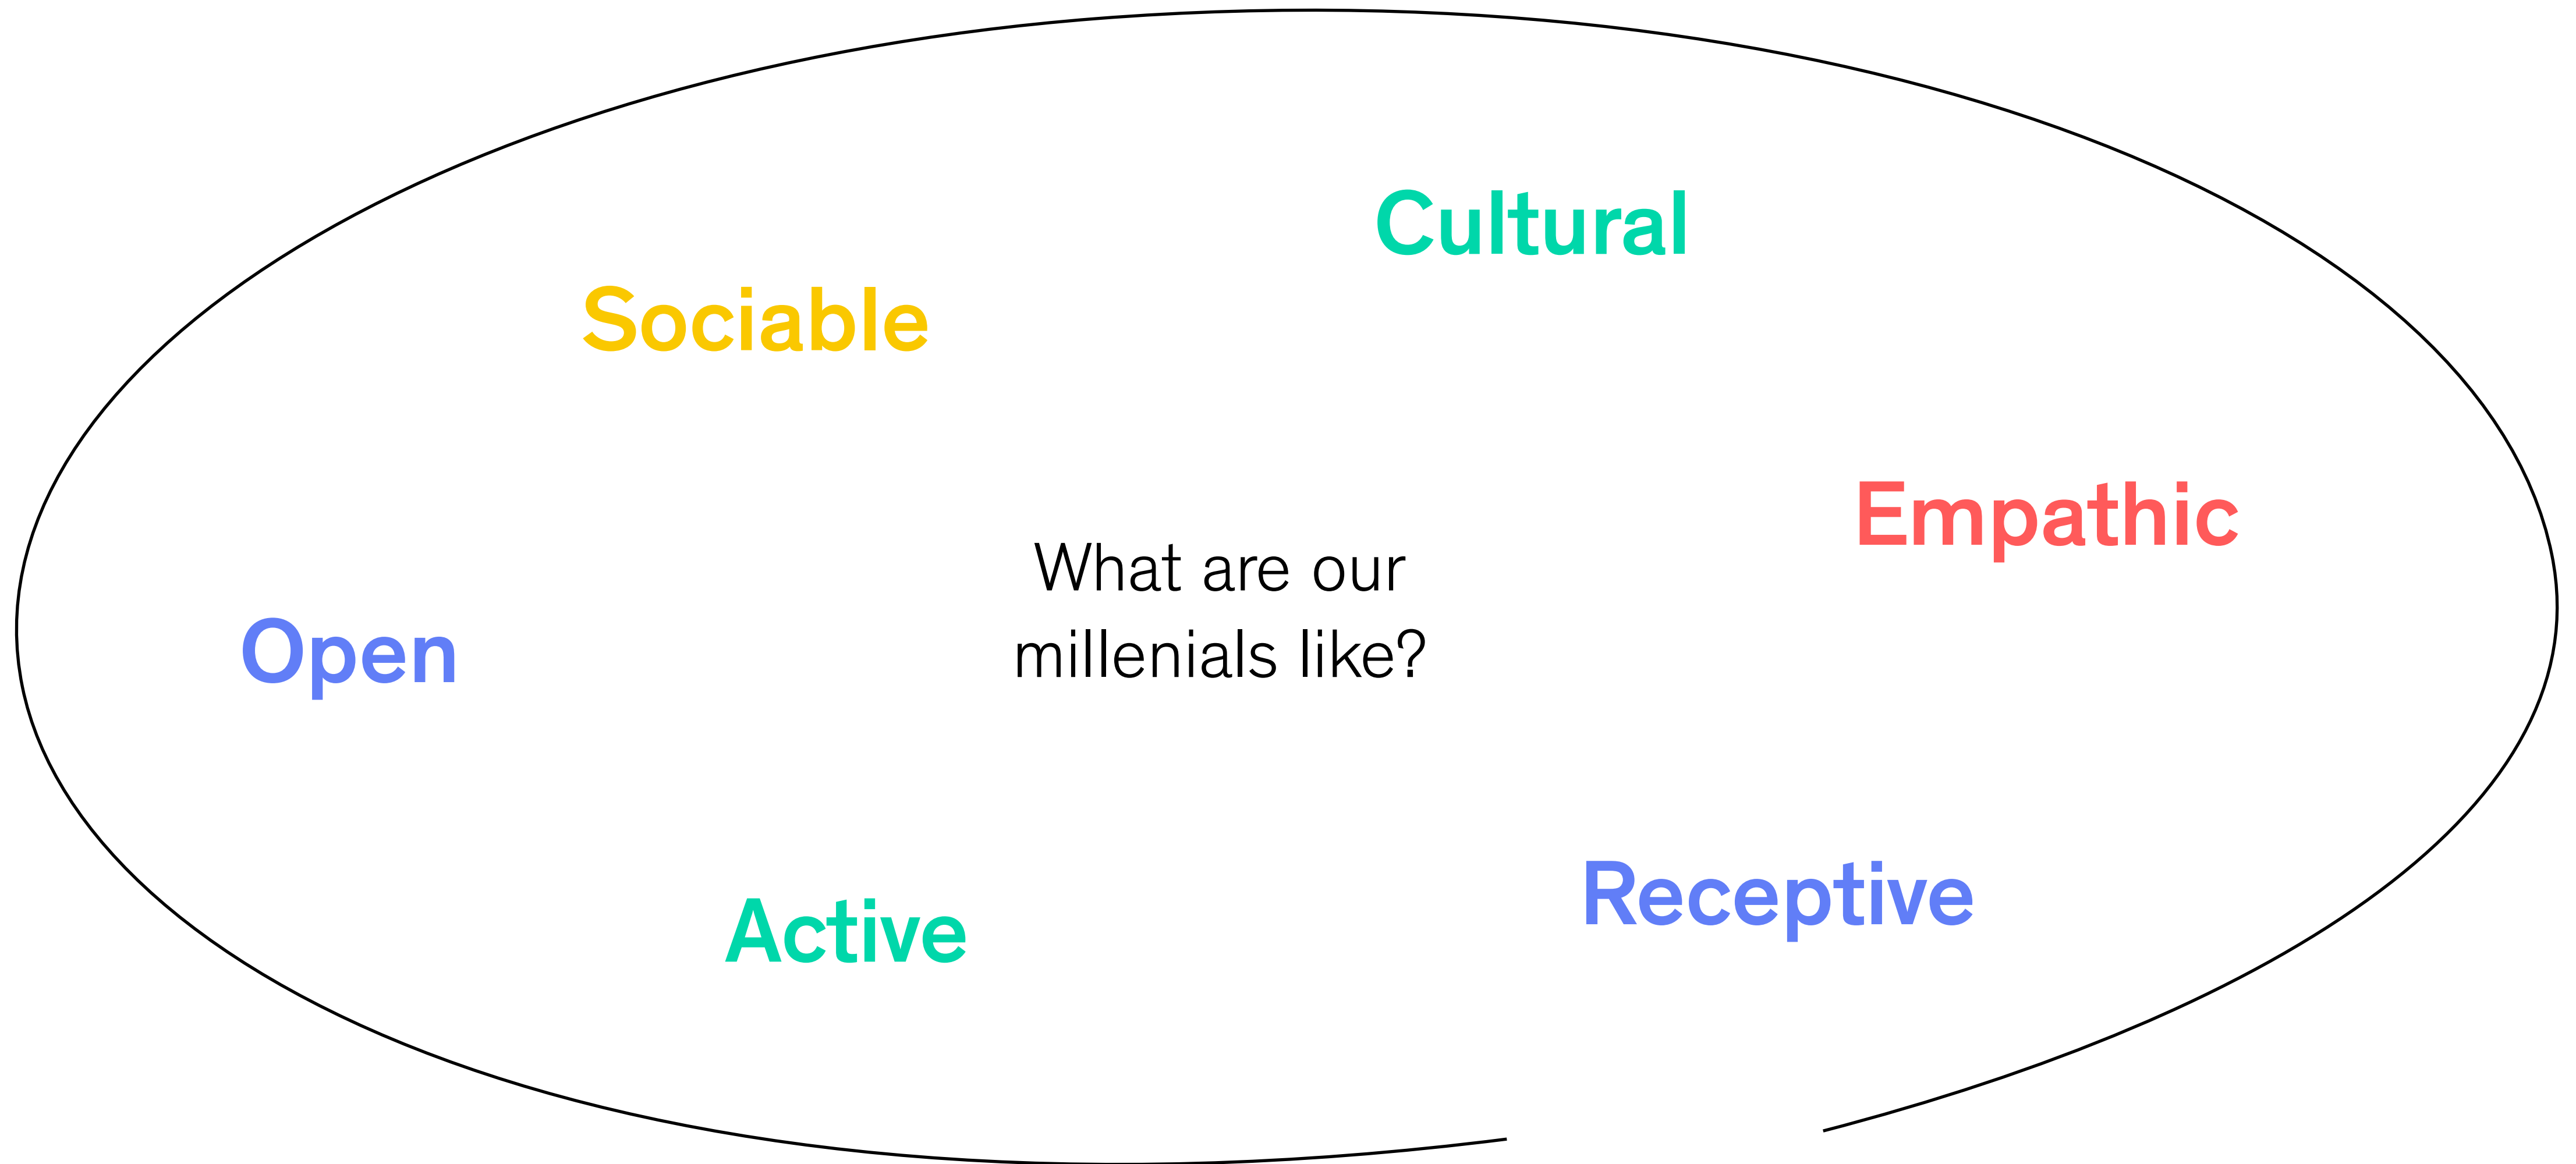 Cultural
Sociable
Empathic
What are our
millenials like?
Open
Receptive
Active